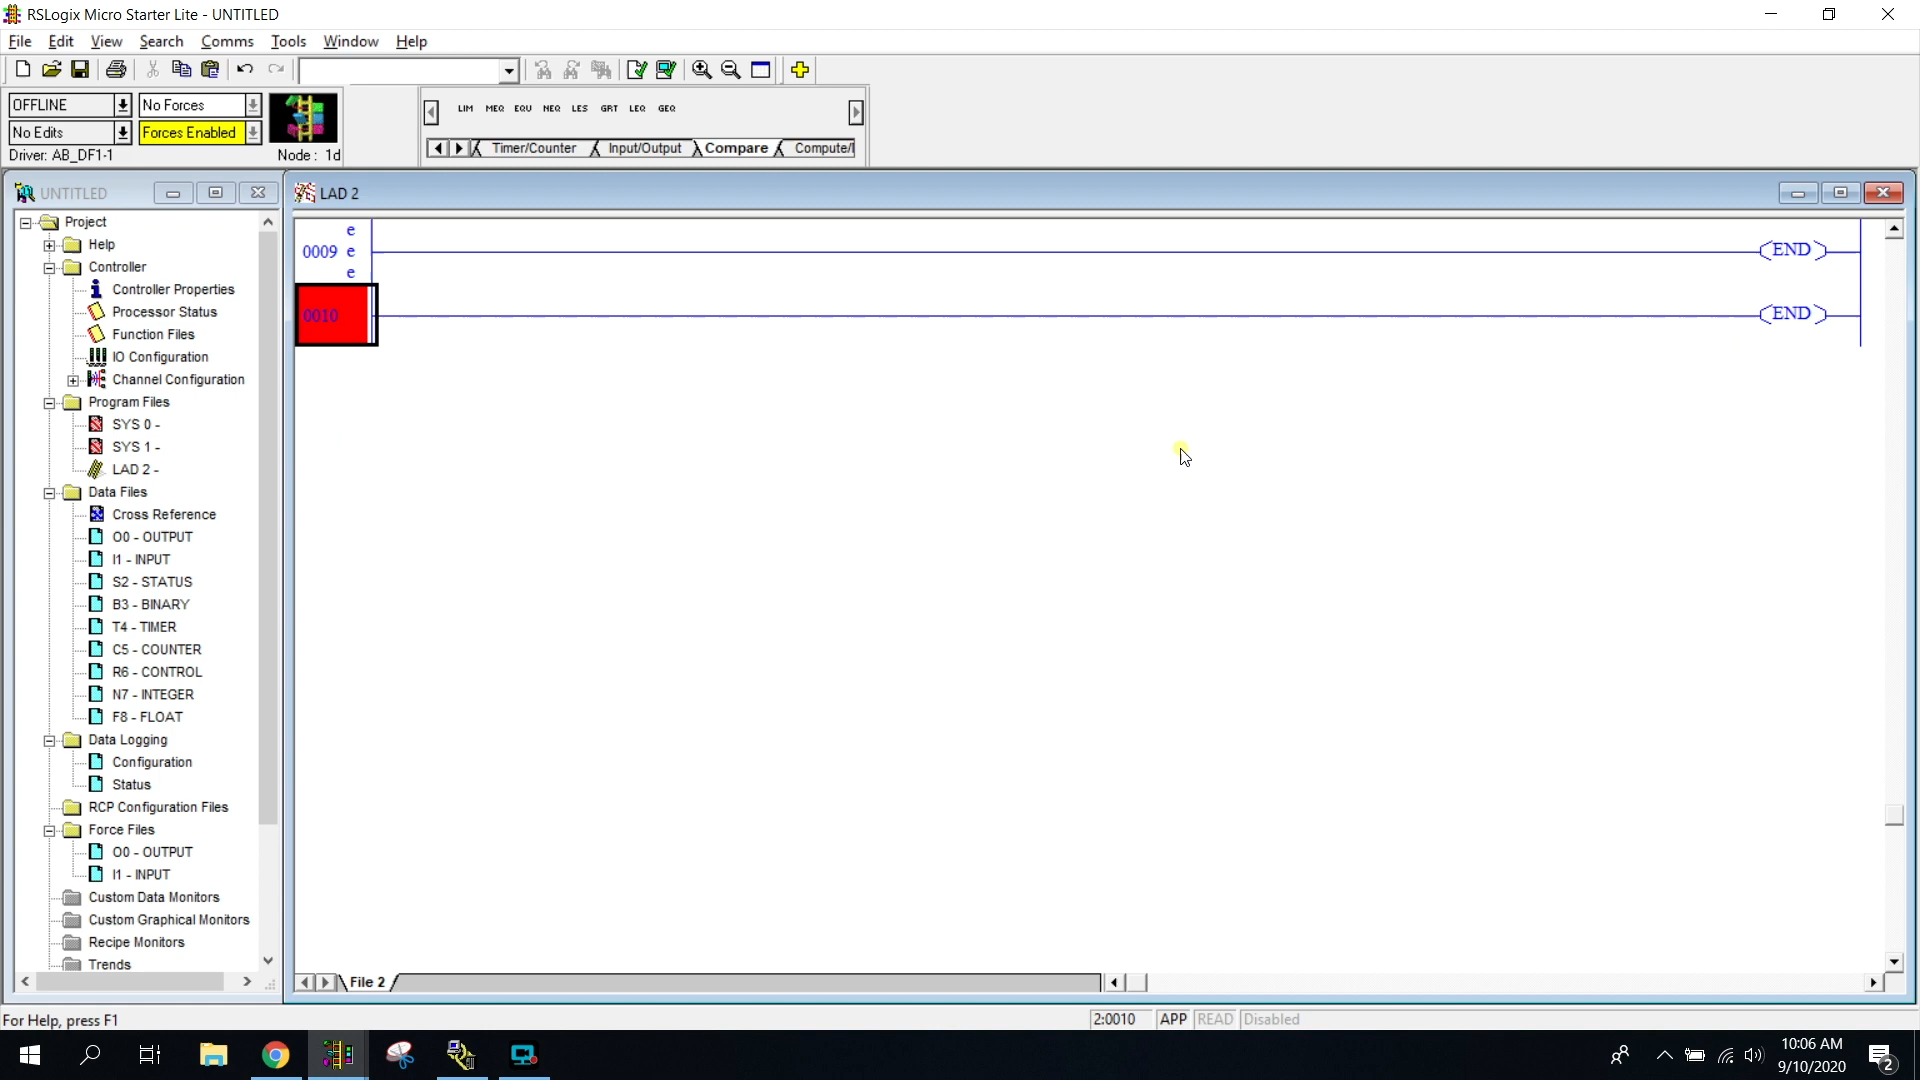 RSLogix Micro Starter Lite - UNTITLED
File Edit View Search Comms Tools Window Help
OFFLINE No Forces
No Edits Forces Enabled
Driver: AB_DF1-1 Node : 1d
LIM MEQ EQU NEQ LES GRT LEQ GEQ
Timer/Counter Input/Output Compare Compute/
UNTITLED
Project
Help
Controller
Controller Properties
Processor Status
Function Files
IO Configuration
Channel Configuration
Program Files
SYS 0 -
SYS 1 -
LAD 2 -
Data Files
Cross Reference
O0 - OUTPUT
I1 - INPUT
S2 - STATUS
B3 - BINARY
T4 - TIMER
C5 - COUNTER
R6 - CONTROL
N7 - INTEGER
F8 - FLOAT
Data Logging
Configuration
Status
RCP Configuration Files
Force Files
O0 - OUTPUT
I1 - INPUT
Custom Data Monitors
Custom Graphical Monitors
Recipe Monitors
Trends
LAD 2
e
0009 e END
e
0010 END
File 2
For Help, press F1
2:0010 APP READ Disabled
10:06 AM
9/10/2020
2